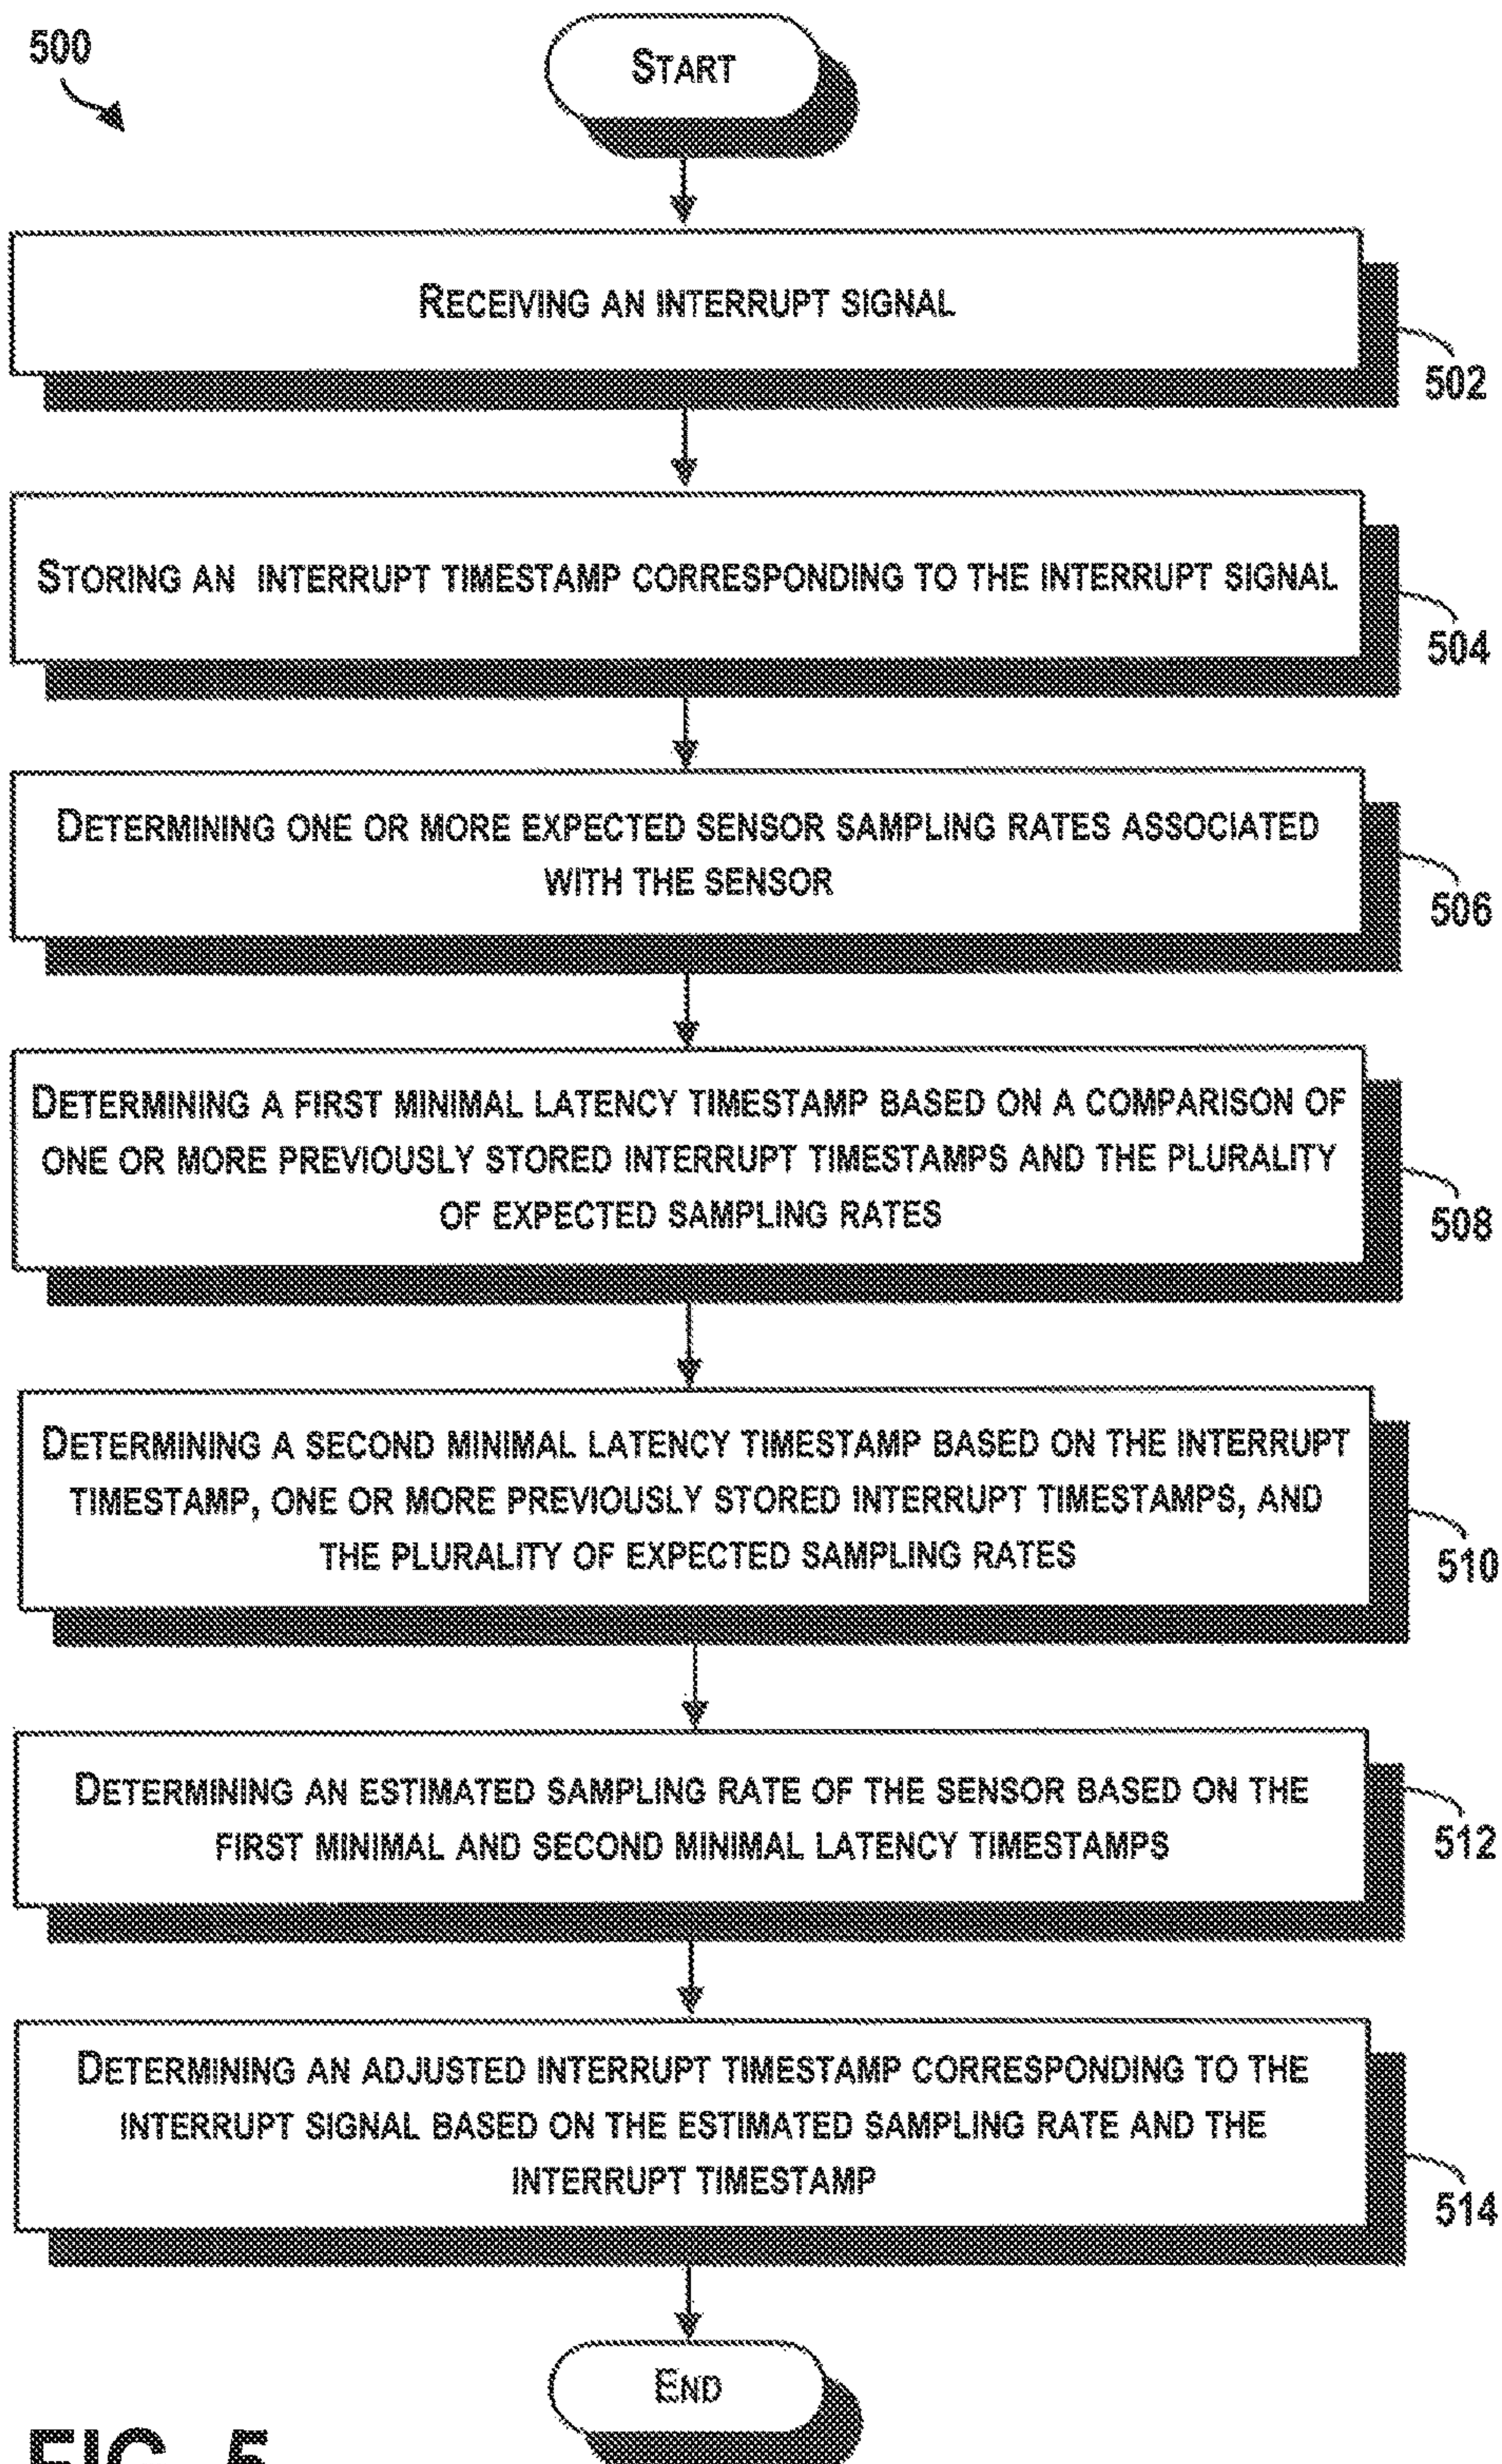 500
START
RECEIVING AN INTERRUPT SIGNAL
502
STORING AN INTERRUPT TIMESTAMP CORRESPONDING TO THE INTERRUPT SIGNAL
504
DETERMINING ONE OR MORE EXPECTED SENSOR SAMPLING RATES ASSOCIATED
WITH THE SENSOR
506
DETERMINING A FIRST MINIMAL LATENCY TIMESTAMP BASED ON A COMPARISON OF
ONE OR MORE PREVIOUSLY STORED INTERRUPT TIMESTAMPS AND THE PLURALITY
OF EXPECTED SAMPLING RATES
508
DETERMINING A SECOND MINIMAL LATENCY TIMESTAMP BASED ON THE INTERRUPT
TIMESTAMP, ONE OR MORE PREVIOUSLY STORED INTERRUPT TIMESTAMPS, AND
THE PLURALITY OF EXPECTED SAMPLING RATES
510
DETERMINING AN ESTIMATED SAMPLING RATE OF THE SENSOR BASED ON THE
FIRST MINIMAL AND SECOND MINIMAL LATENCY TIMESTAMPS
512
DETERMINING AN ADJUSTED INTERRUPT TIMESTAMP CORRESPONDING TO THE
INTERRUPT SIGNAL BASED ON THE ESTIMATED SAMPLING RATE AND THE
INTERRUPT TIMESTAMP
514
END
FIG. 5